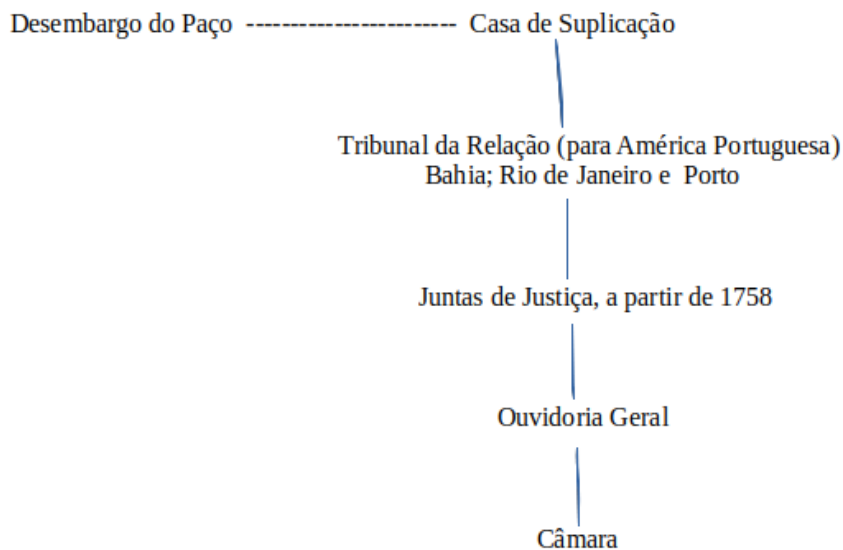 Desembargo do Paço ------------------------ Casa de Suplicação
Tribunal da Relação (para América Portuguesa)
Bahia; Rio de Janeiro e Porto
Juntas de Justiça, a partir de 1758
Ouvidoria Geral
Câmara